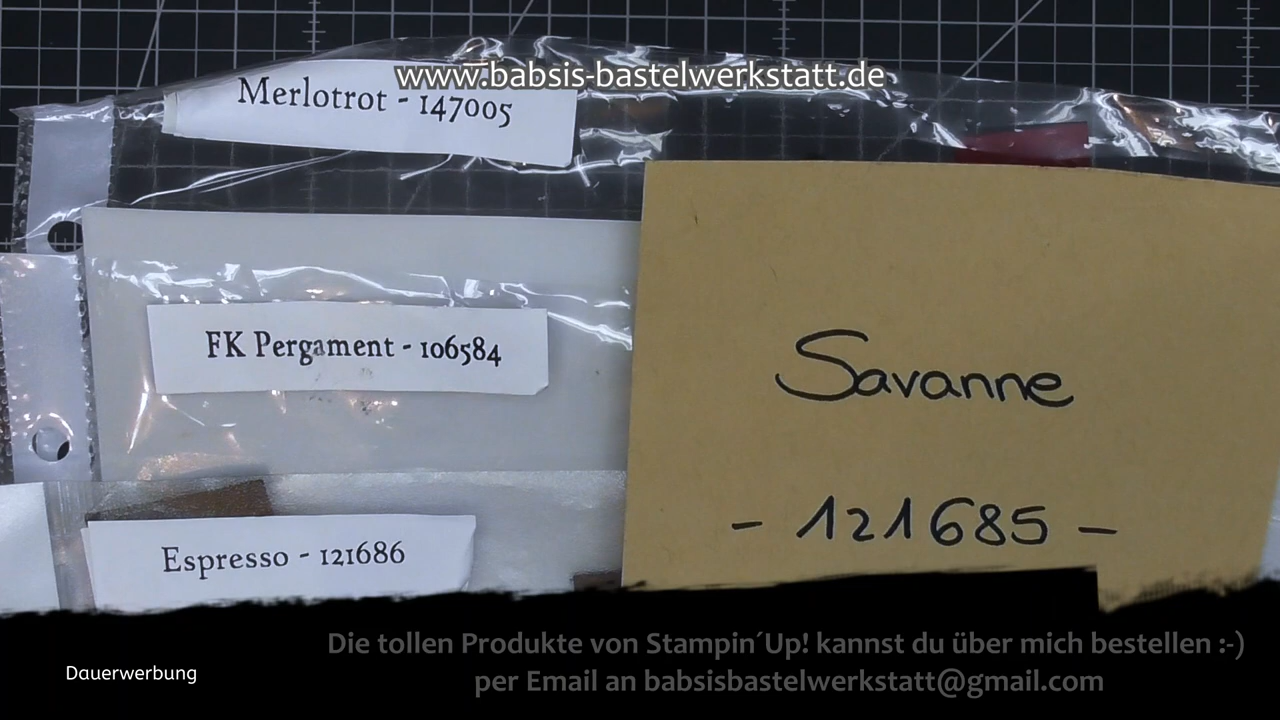 www.babsis-bastelwerkstatt.de
Merlotrot - 147005
FK Pergament - 106584
Savanne
- 121685 -
Espresso - 121686
Die tollen Produkte von Stampin´Up! kannst du über mich bestellen :-)
Dauerwerbung
per Email an babsisbastelwerkstatt@gmail.com